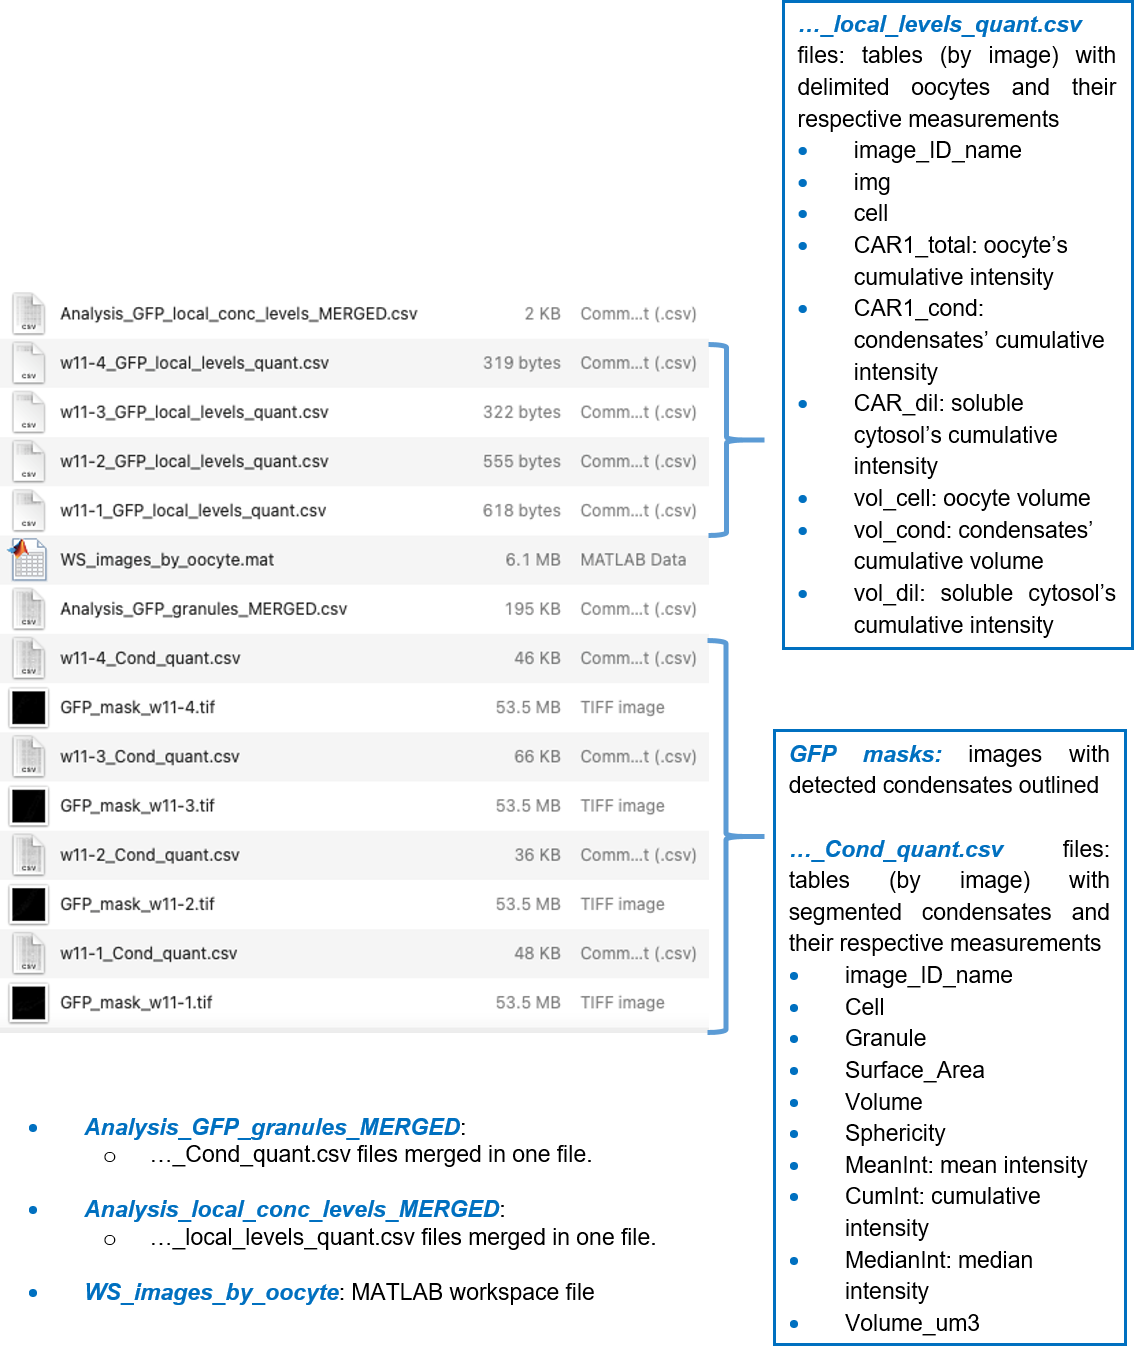 …_local_levels_quant.csv
files: tables (by image) with
delimited oocytes and their
respective measurements
• image_ID_name
• img
• cell
• CAR1_total: oocyte’s
cumulative intensity
• CAR1_cond:
condensates’ cumulative
intensity
• CAR_dil: soluble
cytosol’s cumulative
intensity
• vol_cell: oocyte volume
• vol_cond: condensates’
cumulative volume
• vol_dil: soluble cytosol’s
cumulative intensity
Analysis_GFP_local_conc_levels_MERGED.csv 2 KB Comm...t (.csv)
w11-4_GFP_local_levels_quant.csv 319 bytes Comm...t (.csv)
w11-3_GFP_local_levels_quant.csv 322 bytes Comm...t (.csv)
w11-2_GFP_local_levels_quant.csv 555 bytes Comm...t (.csv)
w11-1_GFP_local_levels_quant.csv 618 bytes Comm...t (.csv)
WS_images_by_oocyte.mat 6.1 MB MATLAB Data
Analysis_GFP_granules_MERGED.csv 195 KB Comm...t (.csv)
w11-4_Cond_quant.csv 46 KB Comm...t (.csv)
GFP_mask_w11-4.tif 53.5 MB TIFF image
w11-3_Cond_quant.csv 66 KB Comm...t (.csv)
GFP_mask_w11-3.tif 53.5 MB TIFF image
w11-2_Cond_quant.csv 36 KB Comm...t (.csv)
GFP_mask_w11-2.tif 53.5 MB TIFF image
w11-1_Cond_quant.csv 48 KB Comm...t (.csv)
GFP_mask_w11-1.tif 53.5 MB TIFF image
GFP masks: images with
detected condensates outlined
…_Cond_quant.csv files:
tables (by image) with
segmented condensates and
their respective measurements
• image_ID_name
• Cell
• Granule
• Surface_Area
• Volume
• Sphericity
• MeanInt: mean intensity
• CumInt: cumulative
intensity
• MedianInt: median
intensity
• Volume_um3
• Analysis_GFP_granules_MERGED:
o …_Cond_quant.csv files merged in one file.
• Analysis_local_conc_levels_MERGED:
o …_local_levels_quant.csv files merged in one file.
• WS_images_by_oocyte: MATLAB workspace file